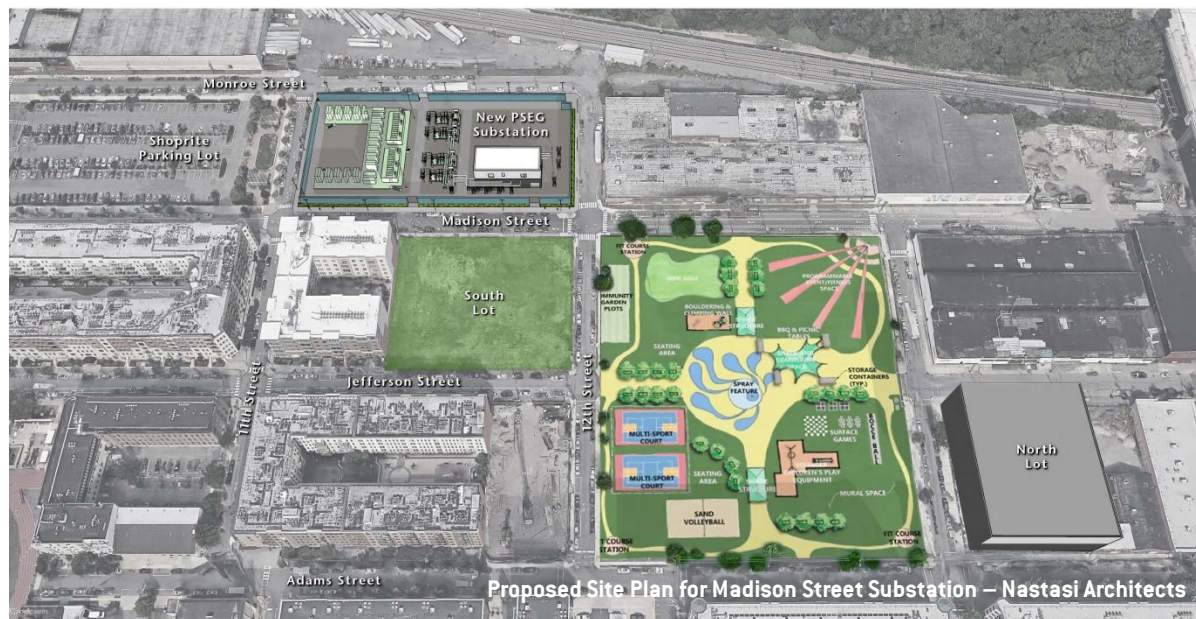 Monroe Street
Shoprite
Parking Lot
New PSEG
Substation
Madison Street
South
Lot
11th Street
Jefferson Street
12th Street
FIT COURSE
STATION
PROGRAMMABLE
EVENT/FITNESS
SPACE
GARDEN
PLOTS
BOULDERING &
CLIMBING WALL
BBQ & PICNIC
TABLES
SEATING
AREA
SPRAY
FEATURE
STORAGE
CONTAINERS
(TYP.)
MULTI-SPORT
COURT
MULTI-SPORT
COURT
SURFACE
GAMES
BOCCE BALL
SEATING
AREA
CHILDREN'S PLAY
EQUIPMENT
MURAL SPACE
SAND
VOLLEYBALL
COURSE
STATION
FIT COURSE
STATION
North
Lot
Adams Street
Proposed Site Plan for Madison Street Substation – Nastasi Architects